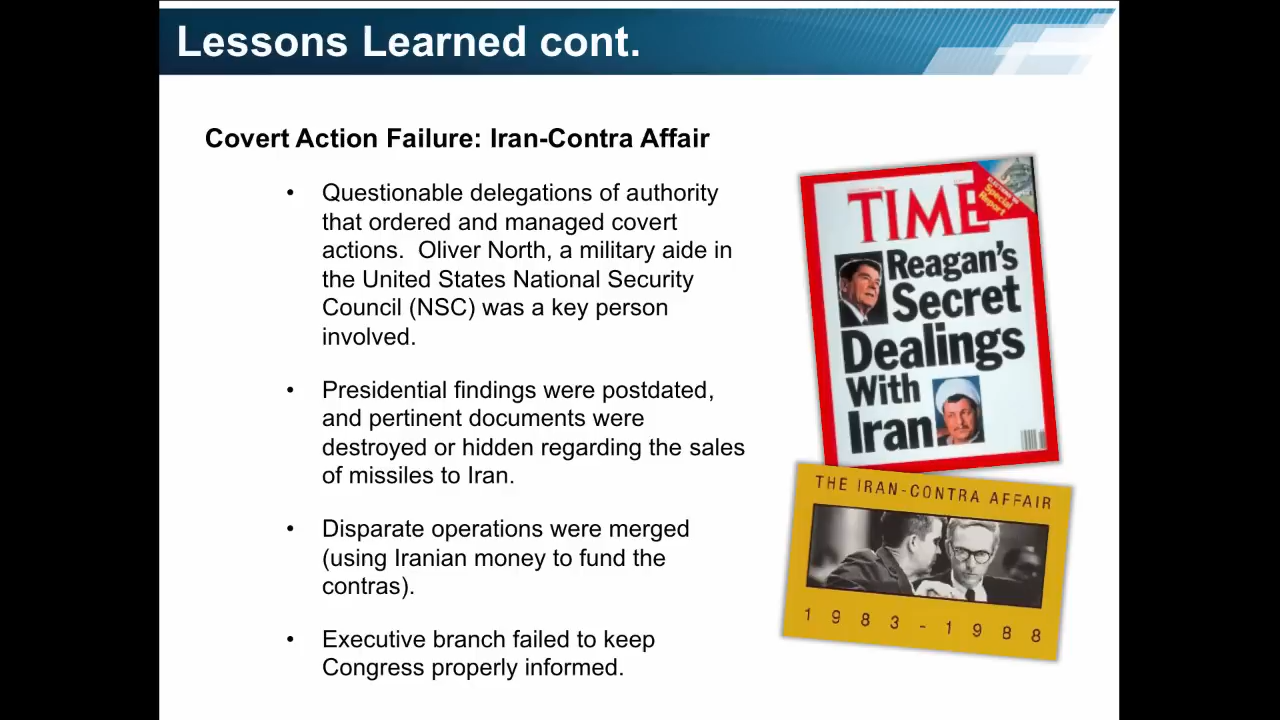 Lessons Learned cont.
Covert Action Failure: Iran-Contra Affair
• Questionable delegations of authority
that ordered and managed covert
actions.  Oliver North, a military aide in
the United States National Security
Council (NSC) was a key person
involved.
• Presidential findings were postdated,
and pertinent documents were
destroyed or hidden regarding the sales
of missiles to Iran.
• Disparate operations were merged
(using Iranian money to fund the
contras).
• Executive branch failed to keep
Congress properly informed.
TIME
Special
Report
Reagan's
Secret
Dealings
With
Iran
THE IRAN-CONTRA AFFAIR
1983-1988